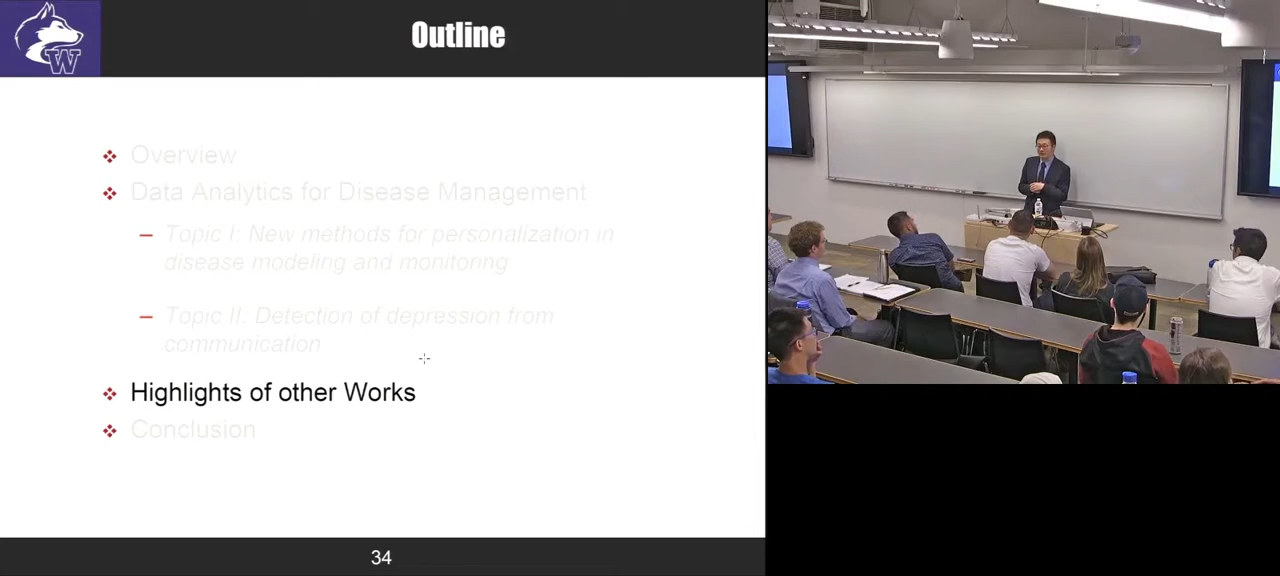 W
Outline
Overview
Data Analytics for Disease Management
Topic I: New methods for personalization in
disease modeling and monitoring
Topic II. Detection of depression from
communication
Highlights of other Works
Conclusion
34